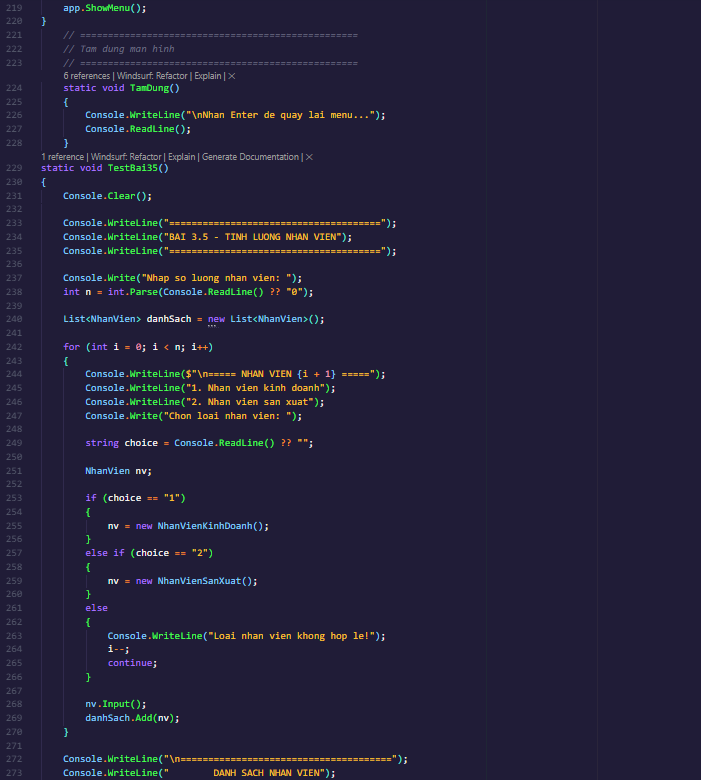 219 app.ShowMenu();
220 }
221 // =================================================
222 // Tam dung man hinh
223 // =================================================
6 references | Windsurf: Refactor | Explain | ×
224 static void TamDung()
225 {
226 Console.WriteLine("\nNhan Enter de quay lai menu...");
227 Console.ReadLine();
228 }
1 reference | Windsurf: Refactor | Explain | Generate Documentation | ×
229 static void TestBai35()
230 {
231 Console.Clear();
232
233 Console.WriteLine("======================================");
234 Console.WriteLine("BAI 3.5 - TINH LUONG NHAN VIEN");
235 Console.WriteLine("======================================");
236
237 Console.Write("Nhap so luong nhan vien: ");
238 int n = int.Parse(Console.ReadLine() ?? "0");
239
240 List<NhanVien> danhSach = new List<NhanVien>();
241
242 for (int i = 0; i < n; i++)
243 {
244 Console.WriteLine($"\n===== NHAN VIEN {i + 1} =====");
245 Console.WriteLine("1. Nhan vien kinh doanh");
246 Console.WriteLine("2. Nhan vien san xuat");
247 Console.Write("Chon loai nhan vien: ");
248
249 string choice = Console.ReadLine() ?? "";
250
251 NhanVien nv;
252
253 if (choice == "1")
254 {
255 nv = new NhanVienKinhDoanh();
256 }
257 else if (choice == "2")
258 {
259 nv = new NhanVienSanXuat();
260 }
261 else
262 {
263 Console.WriteLine("Loai nhan vien khong hop le!");
264 i--;
265 continue;
266 }
267
268 nv.Input();
269 danhSach.Add(nv);
270 }
271
272 Console.WriteLine("\n======================================");
273 Console.WriteLine("        DANH SACH NHAN VIEN");